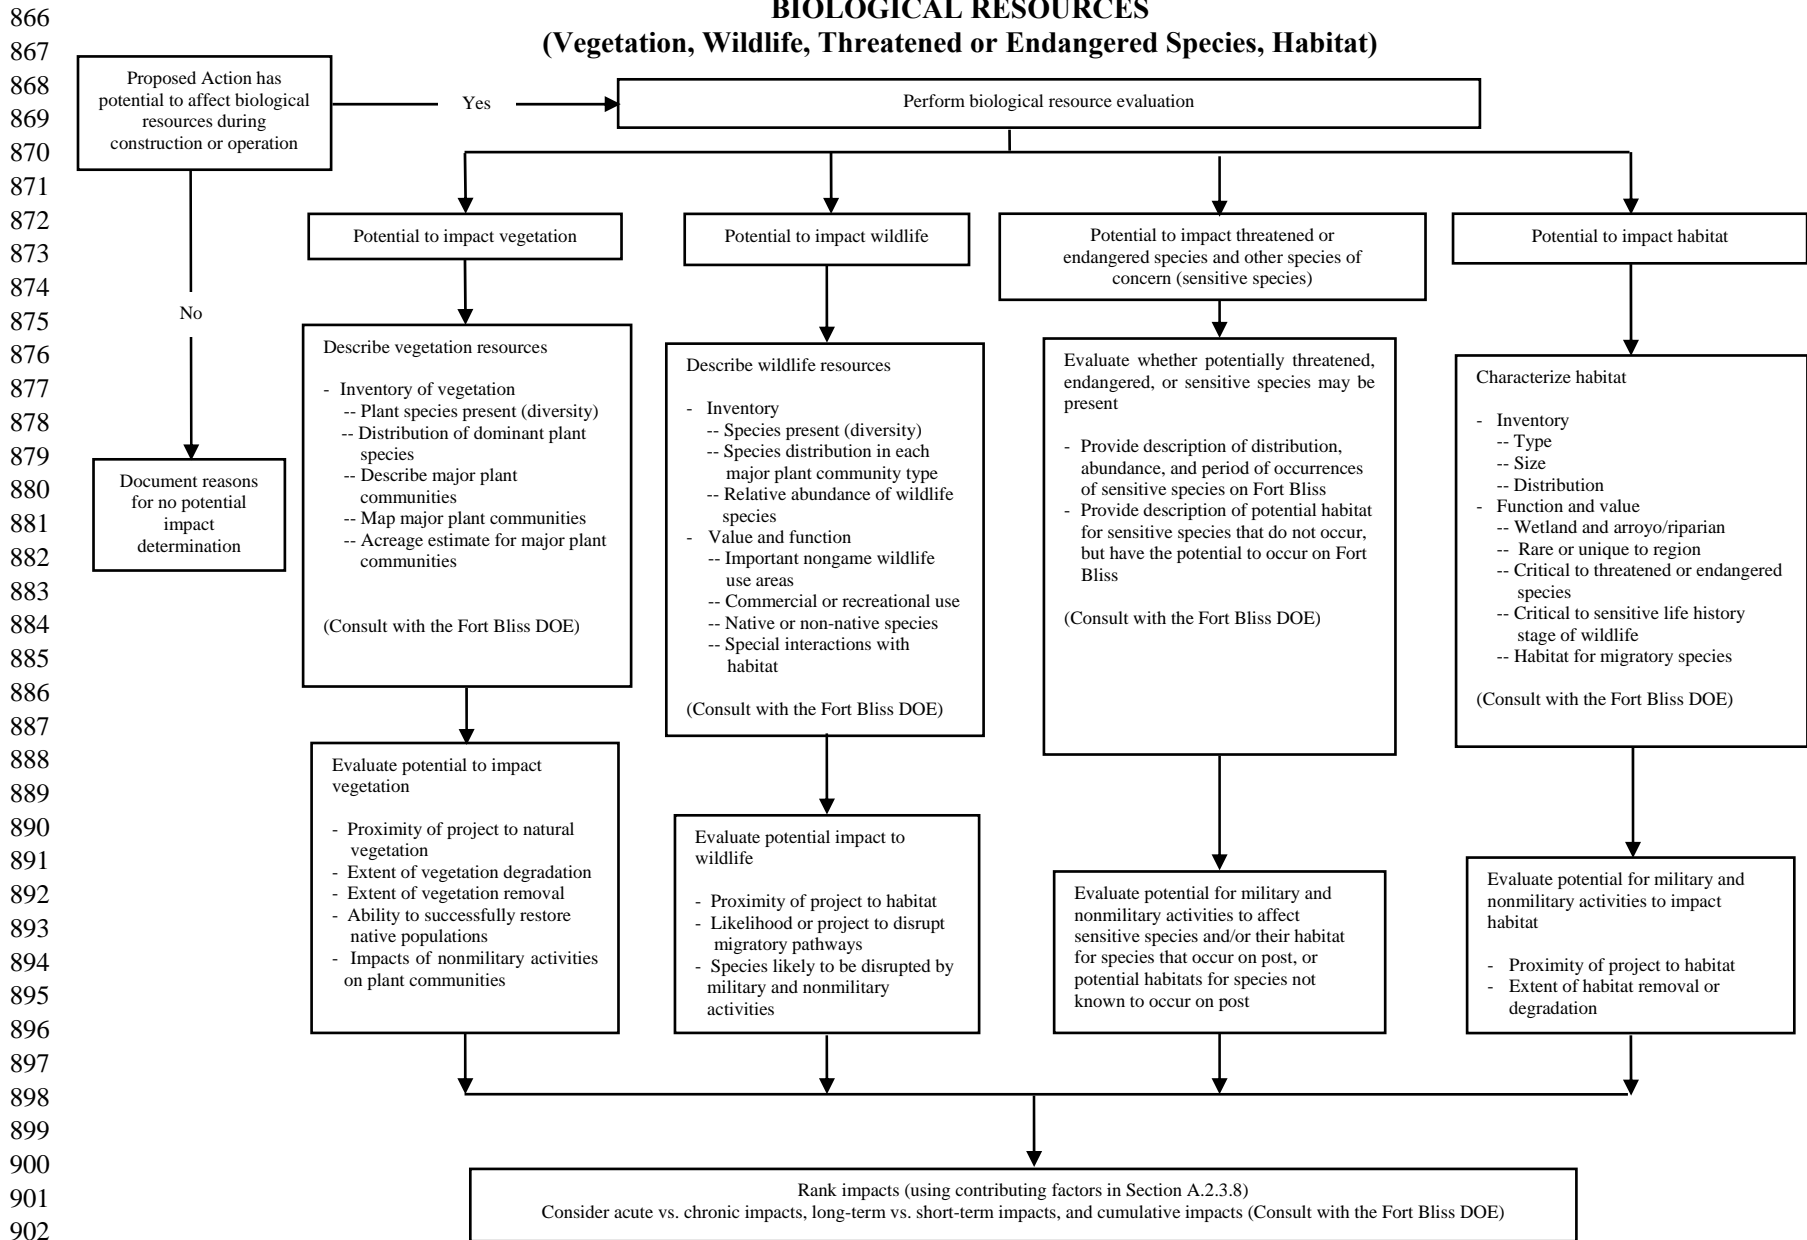 866
867
868
869
870
871
872
873
874
875
876
877
878
879
880
881
882
883
884
885
886
887
888
889
890
891
892
893
894
895
896
897
898
899
900
901
902
BIOLOGICAL RESOURCES
(Vegetation, Wildlife, Threatened or Endangered Species, Habitat)
Proposed Action has
potential to affect biological
resources during
construction or operation
Yes
Perform biological resource evaluation
No
Document reasons
for no potential
impact
determination
Potential to impact vegetation
Potential to impact wildlife
Potential to impact threatened or
endangered species and other species of
concern (sensitive species)
Potential to impact habitat
Describe vegetation resources
- Inventory of vegetation
-- Plant species present (diversity)
-- Distribution of dominant plant
species
-- Describe major plant
communities
-- Map major plant communities
-- Acreage estimate for major plant
communities
(Consult with the Fort Bliss DOE)
Describe wildlife resources
- Inventory
-- Species present (diversity)
-- Species distribution in each
major plant community type
-- Relative abundance of wildlife
species
- Value and function
-- Important nongame wildlife
use areas
-- Commercial or recreational use
-- Native or non-native species
-- Special interactions with
habitat
(Consult with the Fort Bliss DOE)
Evaluate whether potentially threatened,
endangered, or sensitive species may be
present
- Provide description of distribution,
abundance, and period of occurrences
of sensitive species on Fort Bliss
- Provide description of potential habitat
for sensitive species that do not occur,
but have the potential to occur on Fort
Bliss
(Consult with the Fort Bliss DOE)
Characterize habitat
- Inventory
-- Type
-- Size
-- Distribution
- Function and value
-- Wetland and arroyo/riparian
-- Rare or unique to region
-- Critical to threatened or endangered
species
-- Critical to sensitive life history
stage of wildlife
-- Habitat for migratory species
(Consult with the Fort Bliss DOE)
Evaluate potential to impact
vegetation
- Proximity of project to natural
vegetation
- Extent of vegetation degradation
- Extent of vegetation removal
- Ability to successfully restore
native populations
- Impacts of nonmilitary activities
on plant communities
Evaluate potential impact to
wildlife
- Proximity of project to habitat
- Likelihood or project to disrupt
migratory pathways
- Species likely to be disrupted by
military and nonmilitary
activities
Evaluate potential for military and
nonmilitary activities to affect
sensitive species and/or their habitat
for species that occur on post, or
potential habitats for species not
known to occur on post
Evaluate potential for military and
nonmilitary activities to impact
habitat
- Proximity of project to habitat
- Extent of habitat removal or
degradation
Rank impacts (using contributing factors in Section A.2.3.8)
Consider acute vs. chronic impacts, long-term vs. short-term impacts, and cumulative impacts (Consult with the Fort Bliss DOE)